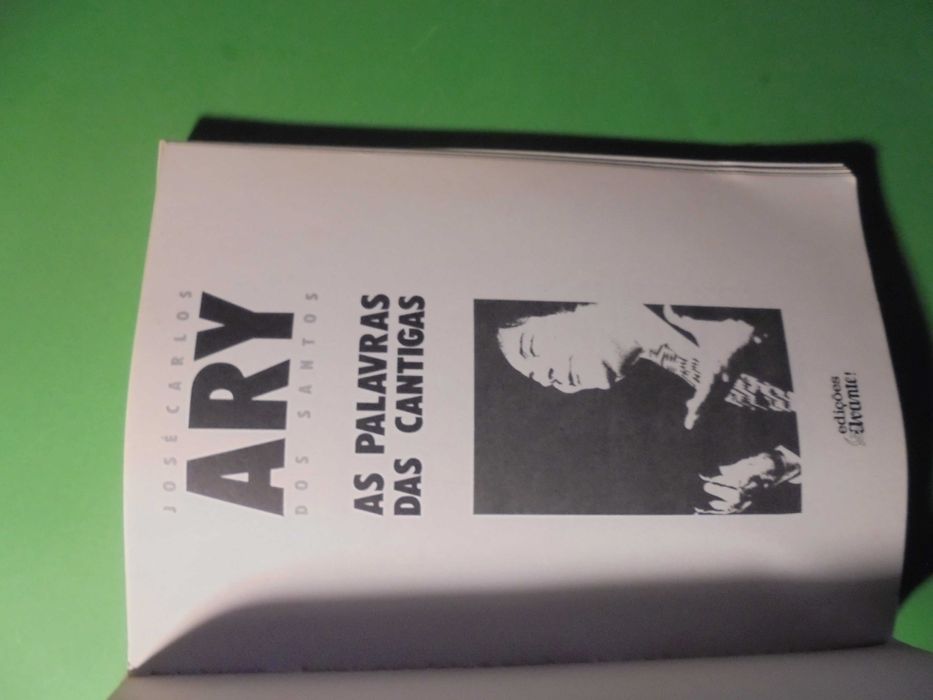 JOSÉ CARLOS
ARY
DOS SANTOS
AS PALAVRAS
DAS CANTIGAS
edições
Avante!